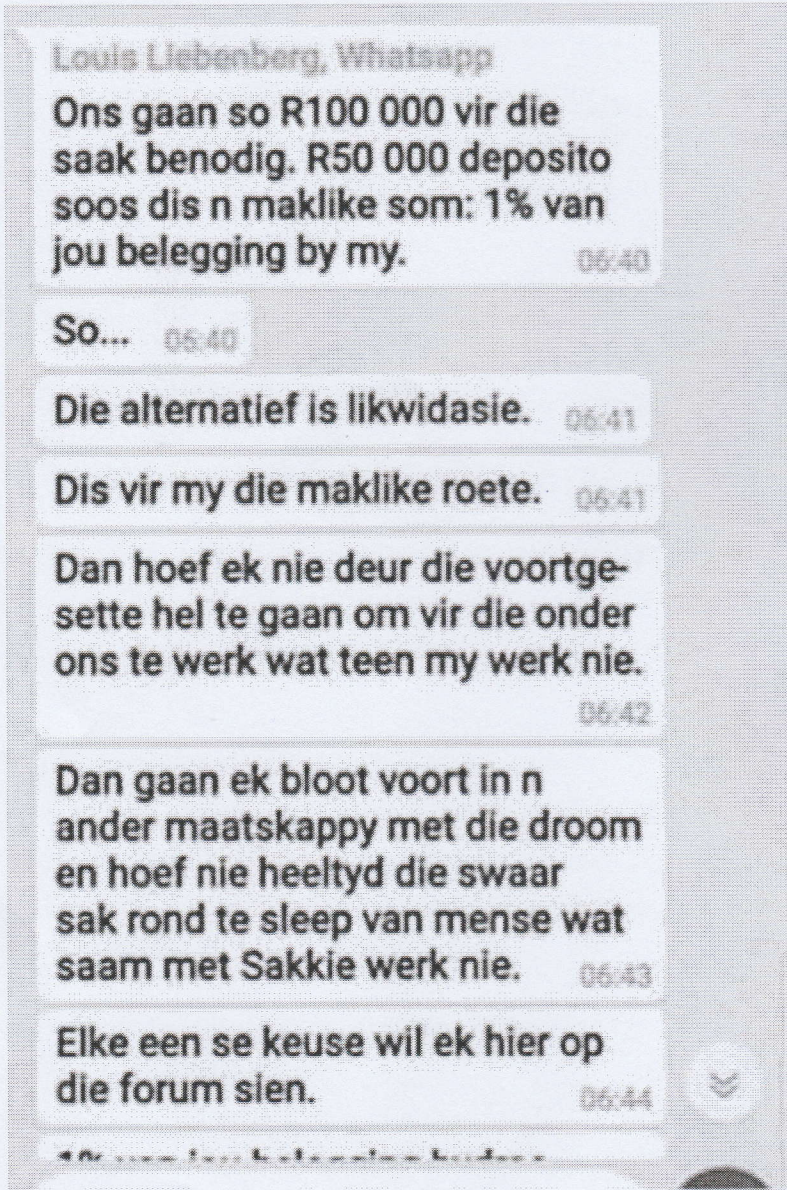 Louis Liebenberg, Whatsapp
Ons gaan so R100 000 vir die
saak benodig. R50 000 deposito
soos dis n maklike som: 1% van
jou belegging by my.
06:40
So...
06:40
Die alternatief is likwidasie.
06:41
Dis vir my die maklike roete.
06:41
Dan hoef ek nie deur die voortge-
sette hel te gaan om vir die onder
ons te werk wat teen my werk nie.
06:42
Dan gaan ek bloot voort in n
ander maatskappy met die droom
en hoef nie heeltyd die swaar
sak rond te sleep van mense wat
saam met Sakkie werk nie.
06:43
Elke een se keuse wil ek hier op
die forum sien.
06:44
1% van jou belegging